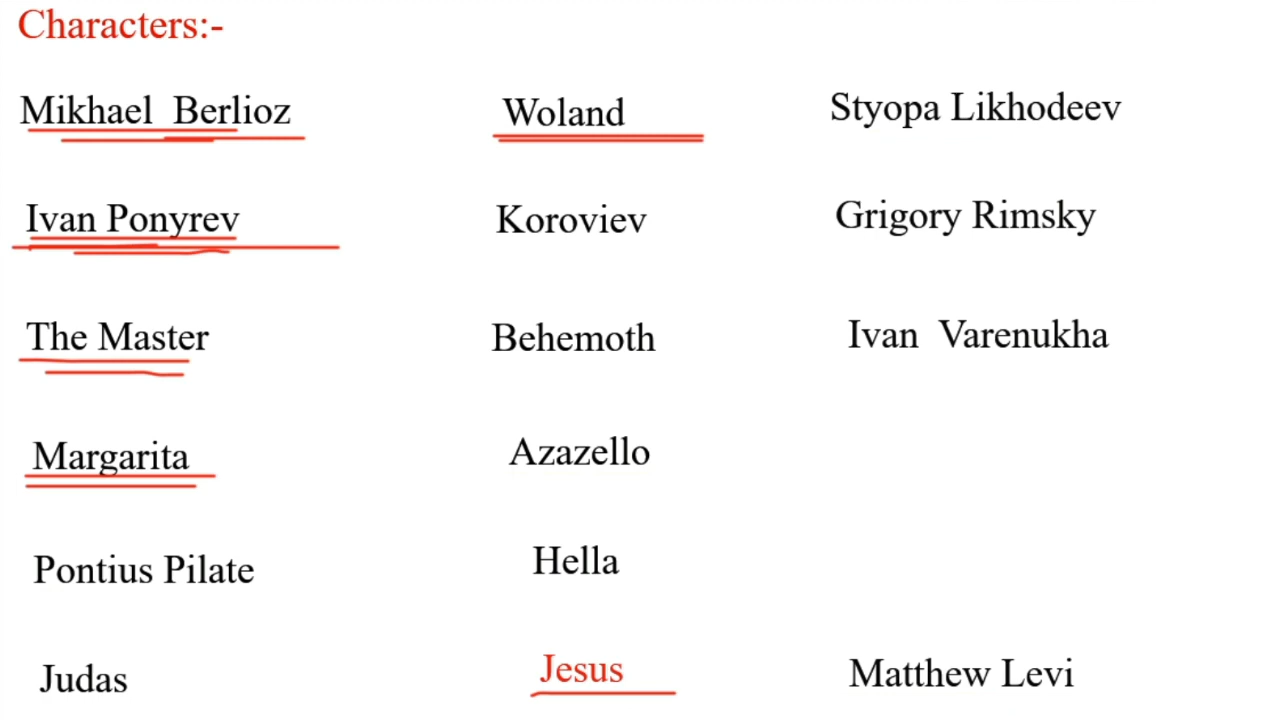 Characters:-
Mikhael Berlioz
Woland
Styopa Likhodeev
Ivan Ponyrev
Koroviev
Grigory Rimsky
The Master
Behemoth
Ivan Varenukha
Margarita
Azazello
Pontius Pilate
Hella
Judas
Jesus
Matthew Levi